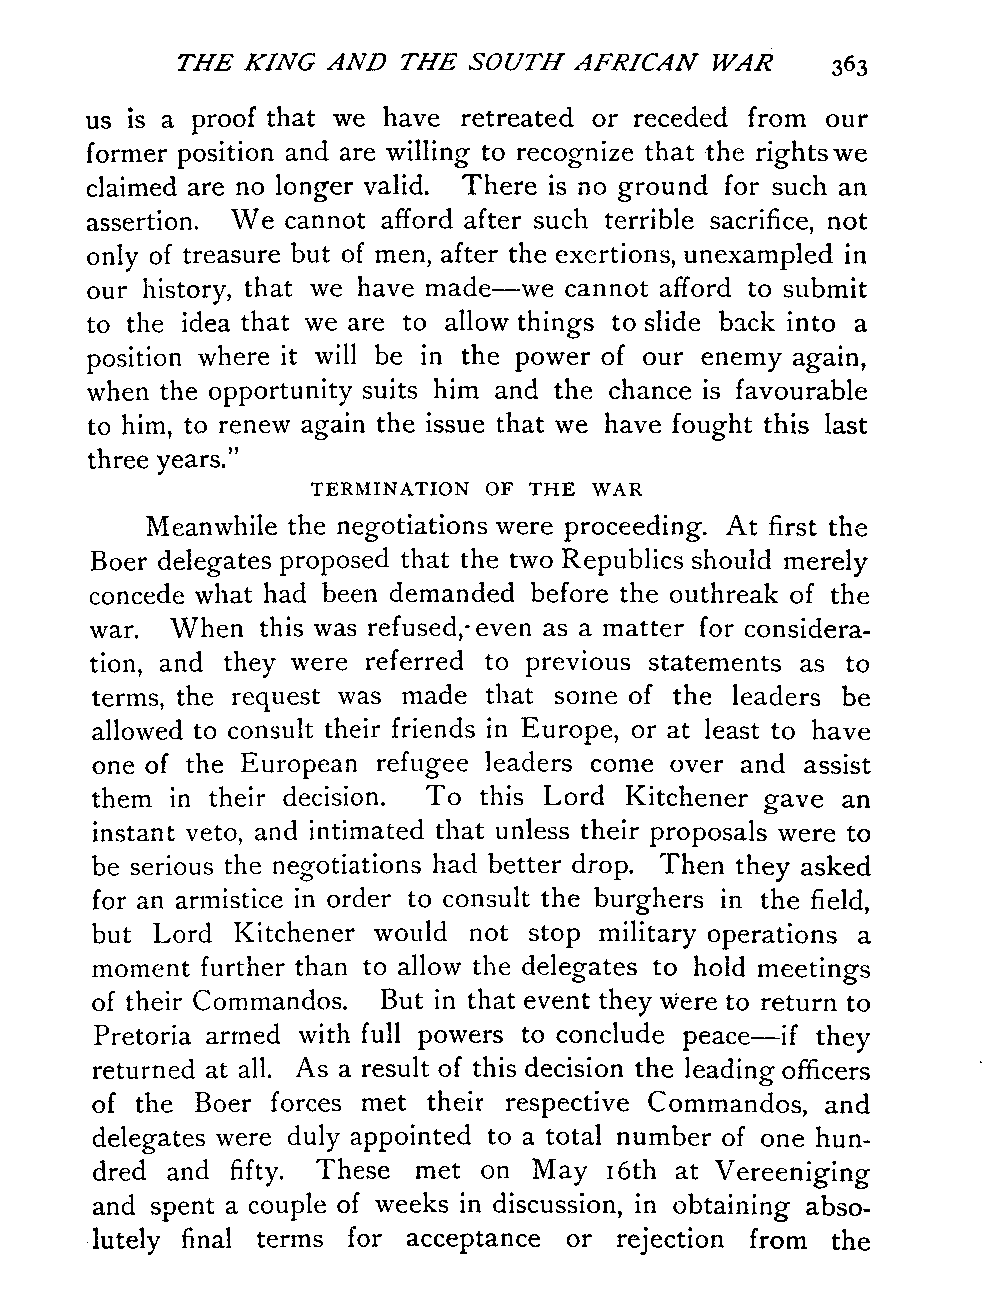 THE KING AND THE SOUTH AFRICAN WAR 363
us is a proof that we have retreated or receded from our
former position and are willing to recognize that the rights we
claimed are no longer valid. There is no ground for such an
assertion. We cannot afford after such terrible sacrifice, not
only of treasure but of men, after the exertions, unexampled in
our history, that we have made—we cannot afford to submit
to the idea that we are to allow things to slide back into a
position where it will be in the power of our enemy again,
when the opportunity suits him and the chance is favourable
to him, to renew again the issue that we have fought this last
three years."
TERMINATION OF THE WAR
Meanwhile the negotiations were proceeding. At first the
Boer delegates proposed that the two Republics should merely
concede what had been demanded before the outhreak of the
war. When this was refused, even as a matter for considera-
tion, and they were referred to previous statements as to
terms, the request was made that some of the leaders be
allowed to consult their friends in Europe, or at least to have
one of the European refugee leaders come over and assist
them in their decision. To this Lord Kitchener gave an
instant veto, and intimated that unless their proposals were to
be serious the negotiations had better drop. Then they asked
for an armistice in order to consult the burghers in the field,
but Lord Kitchener would not stop military operations a
moment further than to allow the delegates to hold meetings
of their Commandos. But in that event they were to return to
Pretoria armed with full powers to conclude peace—if they
returned at all. As a result of this decision the leading officers
of the Boer forces met their respective Commandos, and
delegates were duly appointed to a total number of one hun-
dred and fifty. These met on May 16th at Vereeniging
and spent a couple of weeks in discussion, in obtaining abso-
lutely final terms for acceptance or rejection from the